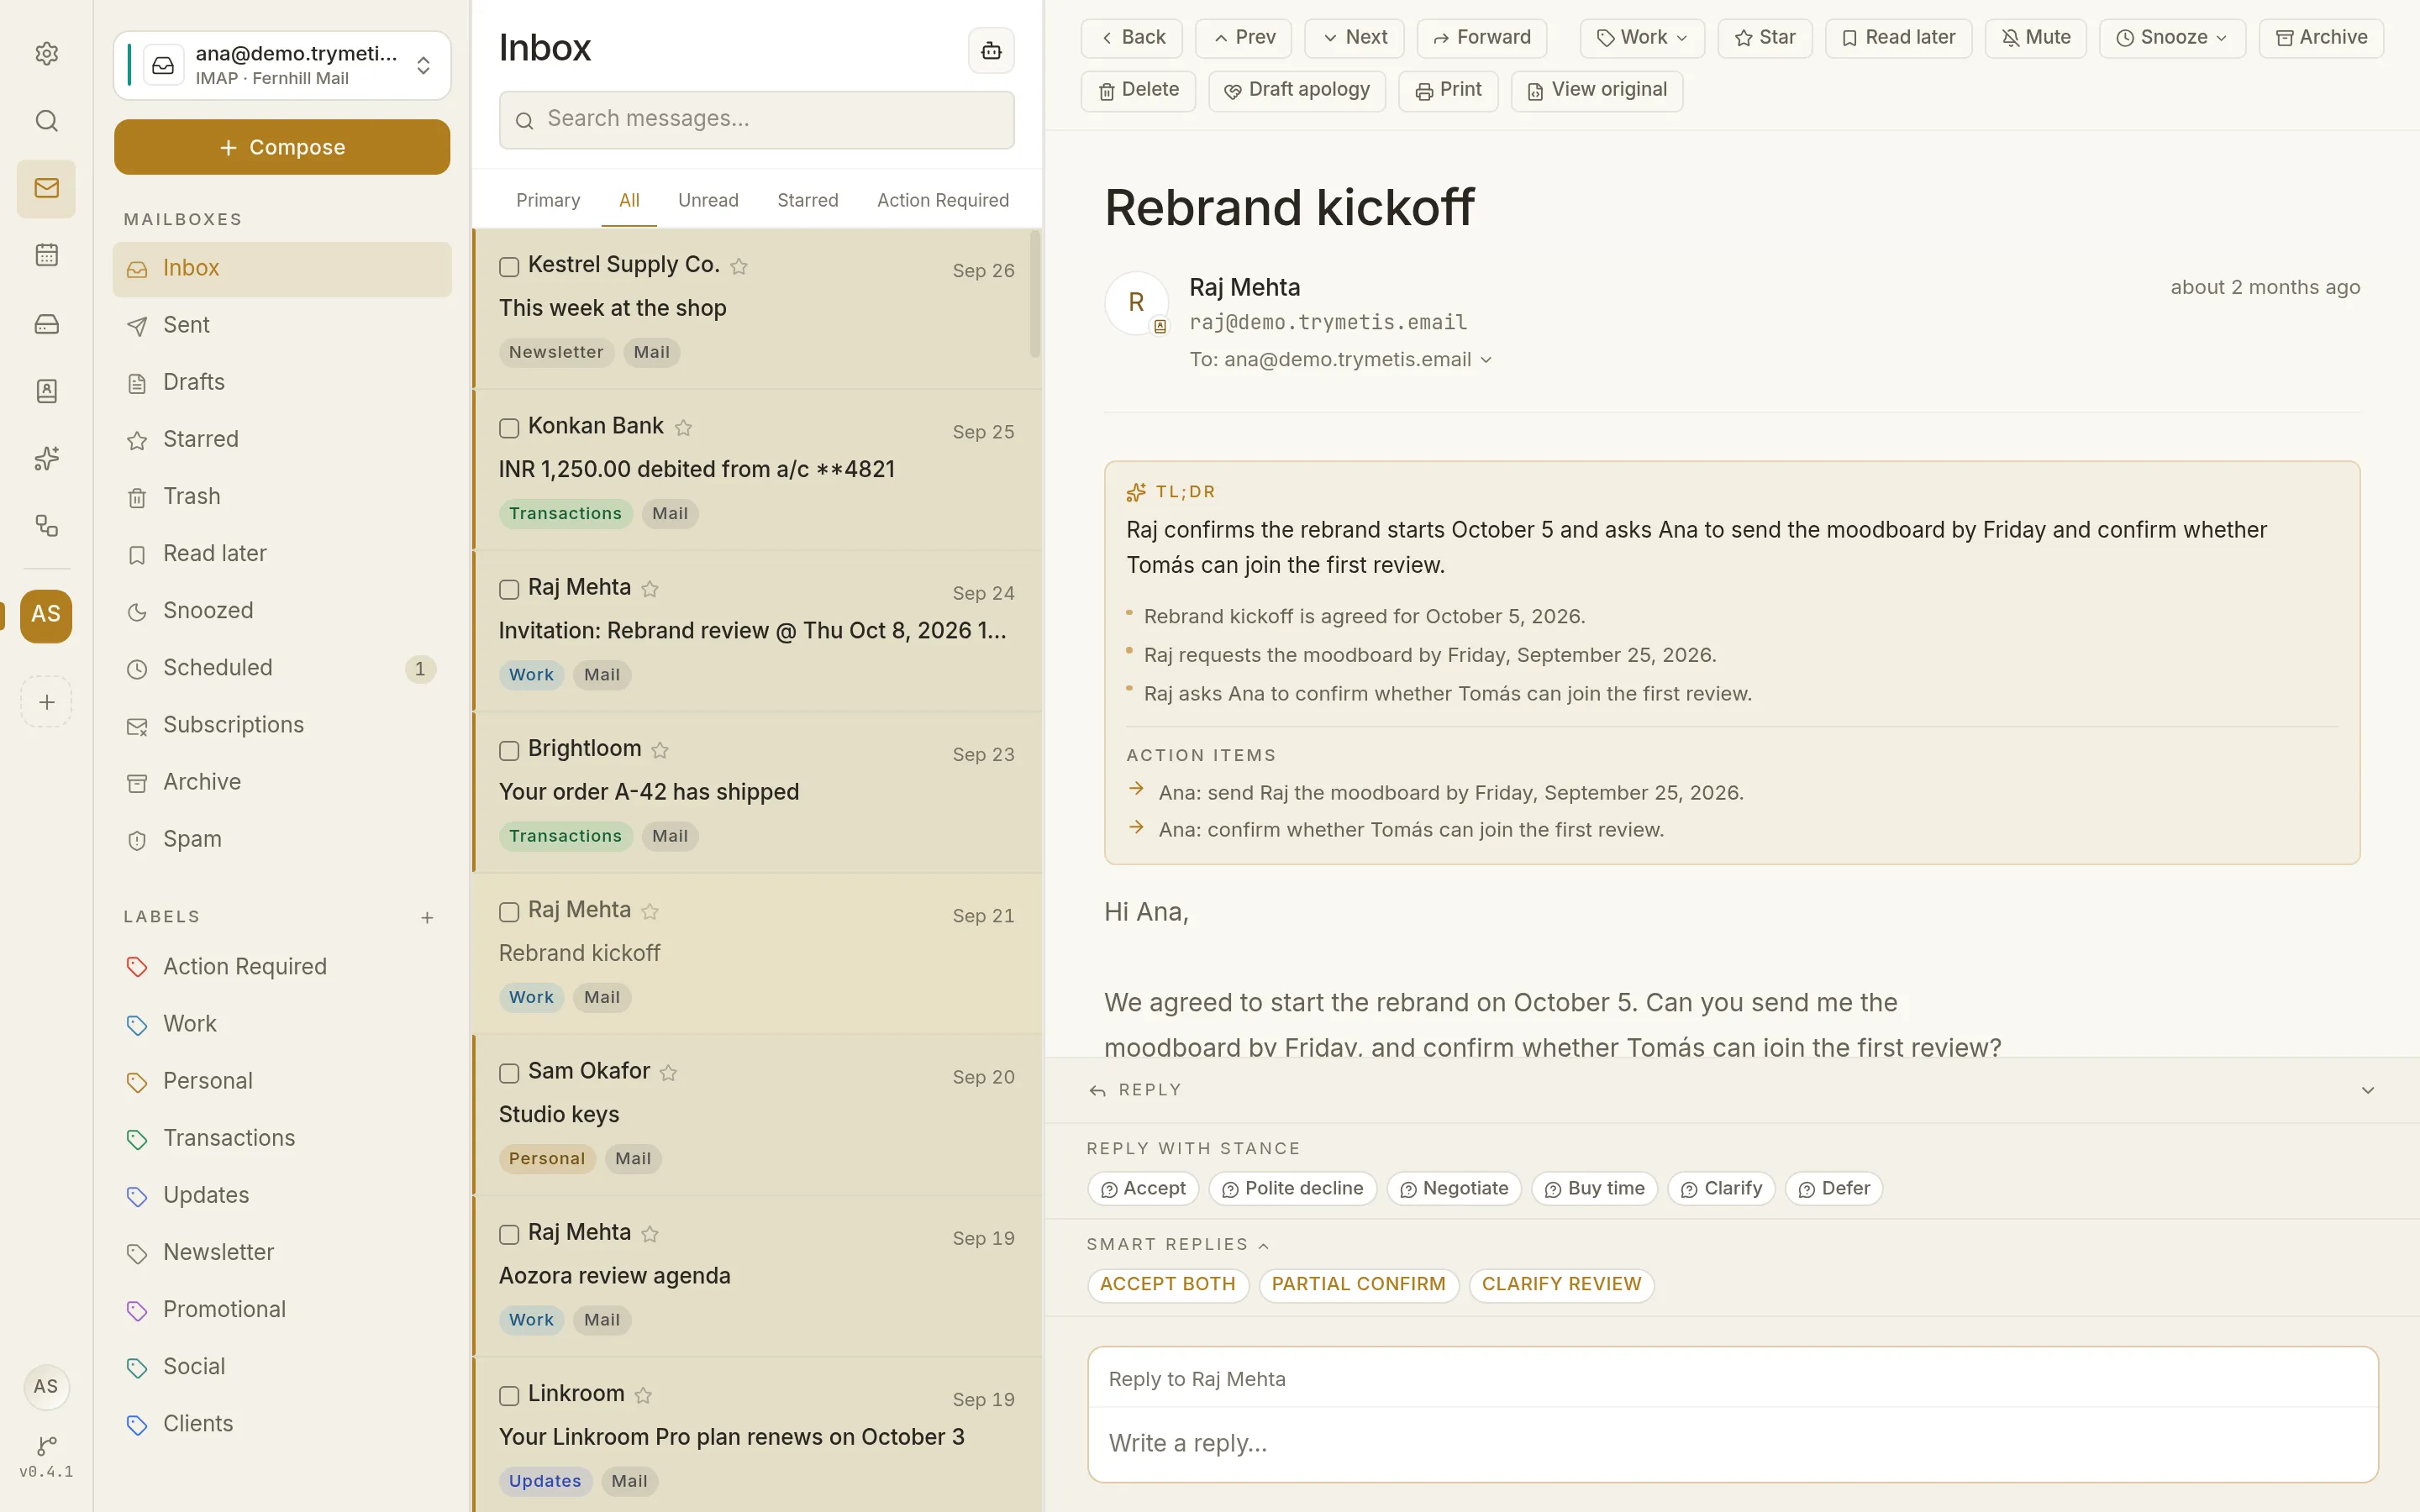 ana@demo.trymeti...
IMAP · Fernhill Mail
Compose
MAILBOXES
Inbox
Sent
Drafts
Starred
Trash
Read later
Snoozed
Scheduled 1
Subscriptions
Archive
Spam
LABELS
Action Required
Work
Personal
Transactions
Updates
Newsletter
Promotional
Social
Clients
AS
AS
v0.4.1
Inbox
Search messages...
Primary All Unread Starred Action Required
Kestrel Supply Co. Sep 26
This week at the shop
Newsletter Mail
Konkan Bank Sep 25
INR 1,250.00 debited from a/c **4821
Transactions Mail
Raj Mehta Sep 24
Invitation: Rebrand review @ Thu Oct 8, 2026 1...
Work Mail
Brightloom Sep 23
Your order A-42 has shipped
Transactions Mail
Raj Mehta Sep 21
Rebrand kickoff
Work Mail
Sam Okafor Sep 20
Studio keys
Personal Mail
Raj Mehta Sep 19
Aozora review agenda
Work Mail
Linkroom Sep 19
Your Linkroom Pro plan renews on October 3
Updates Mail
Back Prev Next Forward Work Star Read later Mute Snooze Archive
Delete Draft apology Print View original
Rebrand kickoff
R
Raj Mehta about 2 months ago
raj@demo.trymetis.email
To: ana@demo.trymetis.email
TL;DR
Raj confirms the rebrand starts October 5 and asks Ana to send the moodboard by Friday and confirm whether
Tomás can join the first review.
Rebrand kickoff is agreed for October 5, 2026.
Raj requests the moodboard by Friday, September 25, 2026.
Raj asks Ana to confirm whether Tomás can join the first review.
ACTION ITEMS
Ana: send Raj the moodboard by Friday, September 25, 2026.
Ana: confirm whether Tomás can join the first review.
Hi Ana,
We agreed to start the rebrand on October 5. Can you send me the
moodboard by Friday, and confirm whether Tomás can join the first review?
REPLY
REPLY WITH STANCE
Accept Polite decline Negotiate Buy time Clarify Defer
SMART REPLIES
ACCEPT BOTH PARTIAL CONFIRM CLARIFY REVIEW
Reply to Raj Mehta
Write a reply...